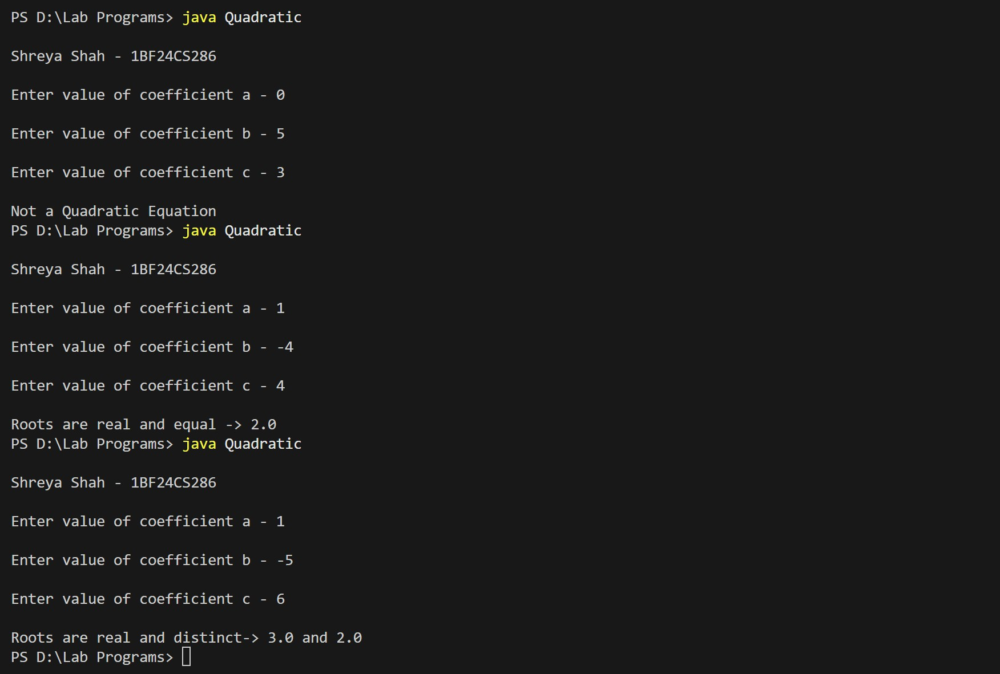 PS D:\Lab Programs> java Quadratic
Shreya Shah - 1BF24CS286
Enter value of coefficient a - 0
Enter value of coefficient b - 5
Enter value of coefficient c - 3
Not a Quadratic Equation
PS D:\Lab Programs> java Quadratic
Shreya Shah - 1BF24CS286
Enter value of coefficient a - 1
Enter value of coefficient b - -4
Enter value of coefficient c - 4
Roots are real and equal -> 2.0
PS D:\Lab Programs> java Quadratic
Shreya Shah - 1BF24CS286
Enter value of coefficient a - 1
Enter value of coefficient b - -5
Enter value of coefficient c - 6
Roots are real and distinct-> 3.0 and 2.0
PS D:\Lab Programs>